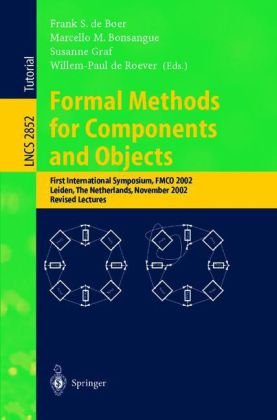 Frank S. de Boer
Marcello M. Bonsangue
Susanne Graf
Willem-Paul de Roever (Eds.)
Tutorial
LNCS 2852
Formal Methods
for Components
and Objects
First International Symposium, FMCO 2002
Leiden, The Netherlands, November 2002
Revised Lectures
Springer